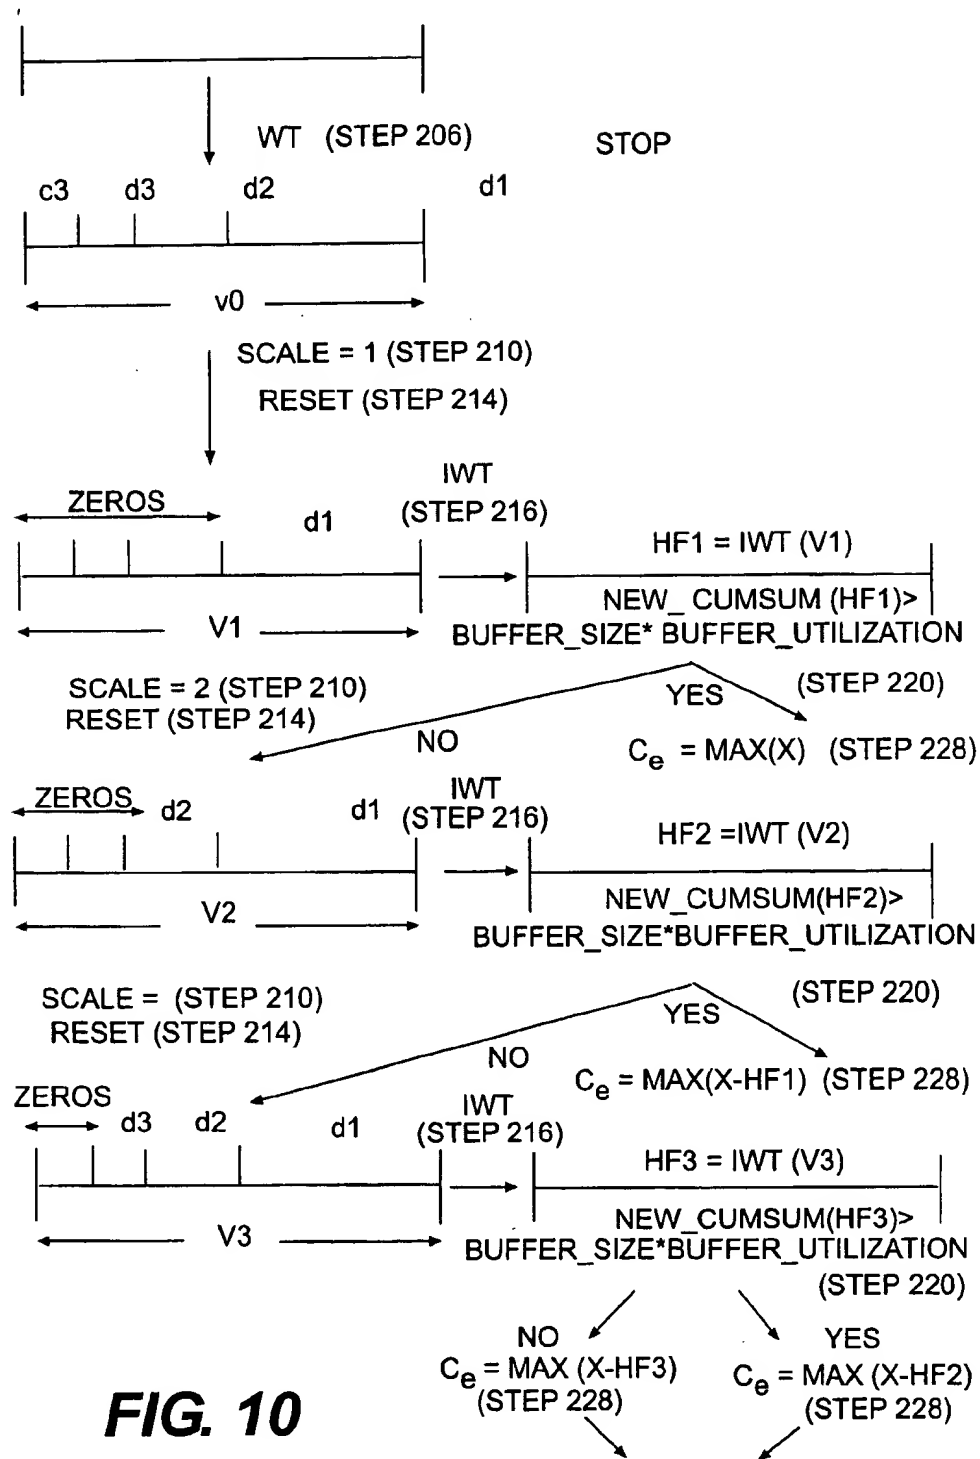 WT (STEP 206)
STOP
c3 d3 d2 d1
v0
SCALE = 1 (STEP 210)
RESET (STEP 214)
ZEROS
d1
IWT
(STEP 216)
HF1 = IWT (V1)
NEW_ CUMSUM (HF1)>
BUFFER_SIZE* BUFFER_UTILIZATION
(STEP 220)
V1
SCALE = 2 (STEP 210)
RESET (STEP 214)
NO
YES
Ce = MAX(X) (STEP 228)
ZEROS
d2
d1
IWT
(STEP 216)
HF2 =IWT (V2)
NEW_CUMSUM(HF2)>
BUFFER_SIZE*BUFFER_UTILIZATION
(STEP 220)
V2
SCALE = (STEP 210)
RESET (STEP 214)
NO
YES
Ce = MAX(X-HF1) (STEP 228)
ZEROS
d3 d2 d1
IWT
(STEP 216)
HF3 = IWT (V3)
NEW_CUMSUM(HF3)>
BUFFER_SIZE*BUFFER_UTILIZATION
(STEP 220)
V3
NO
Ce = MAX (X-HF3)
(STEP 228)
YES
Ce = MAX (X-HF2)
(STEP 228)
FIG. 10